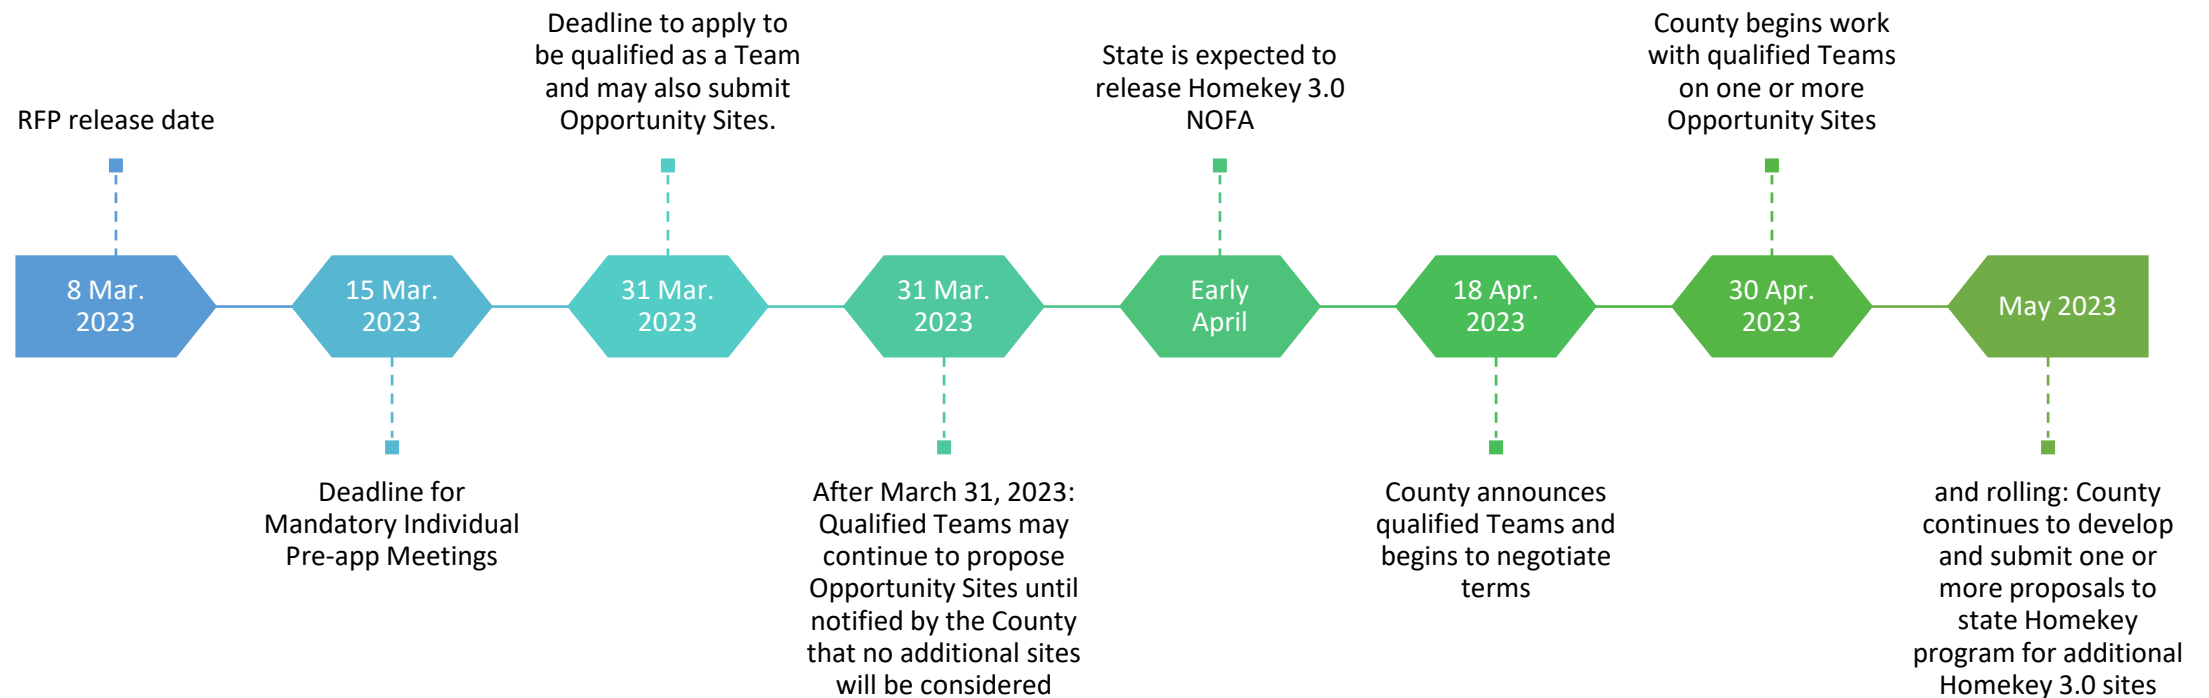 RFP release date
8 Mar.
2023
15 Mar.
2023
Deadline for
Mandatory Individual
Pre-app Meetings
Deadline to apply to
be qualified as a Team
and may also submit
Opportunity Sites.
31 Mar.
2023
31 Mar.
2023
After March 31, 2023:
Qualified Teams may
continue to propose
Opportunity Sites until
notified by the County
that no additional sites
will be considered
State is expected to
release Homekey 3.0
NOFA
Early
April
18 Apr.
2023
County announces
qualified Teams and
begins to negotiate
terms
County begins work
with qualified Teams
on one or more
Opportunity Sites
30 Apr.
2023
May 2023
and rolling: County
continues to develop
and submit one or
more proposals to
state Homekey
program for additional
Homekey 3.0 sites